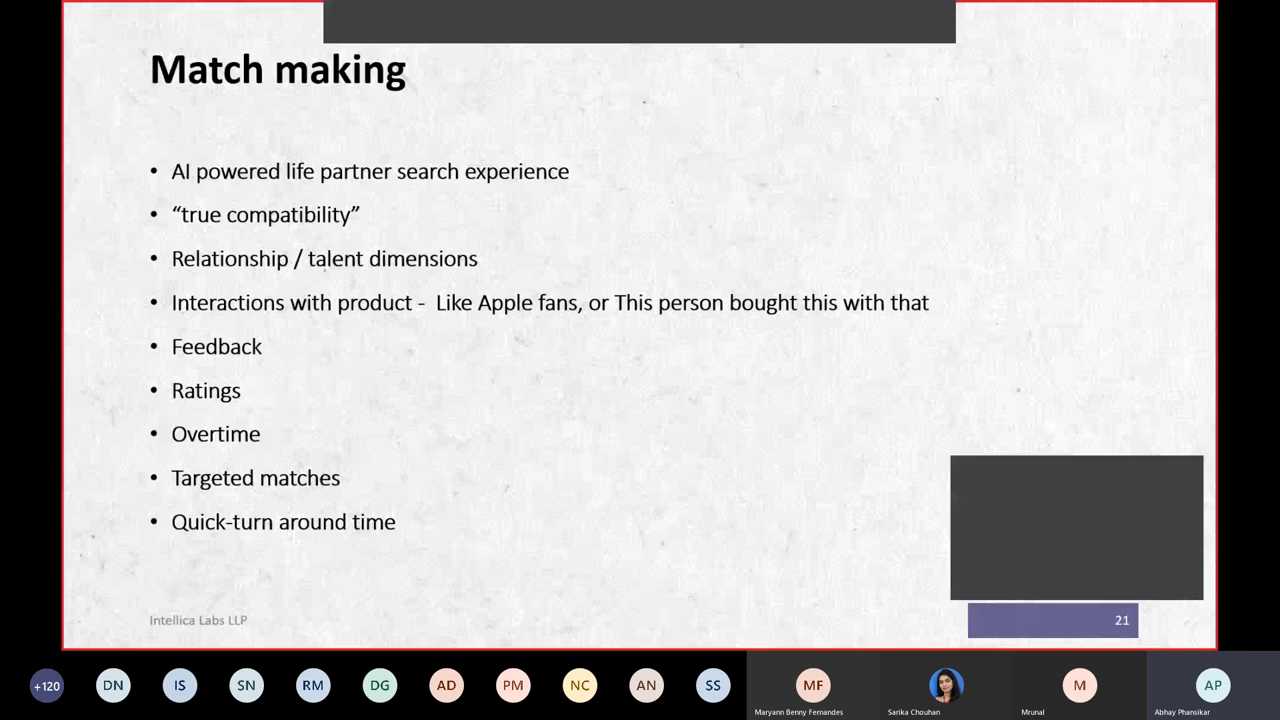 Match making
• AI powered life partner search experience
• “true compatibility”
• Relationship / talent dimensions
• Interactions with product -  Like Apple fans, or This person bought this with that
• Feedback
• Ratings
• Overtime
• Targeted matches
• Quick-turn around time
Intellica Labs LLP
21
+120 DN IS SN RM DG AD PM NC AN SS MF M AP
Maryann Benny Fernandes Sarika Chouhan Mrunal Abhay Phansikar